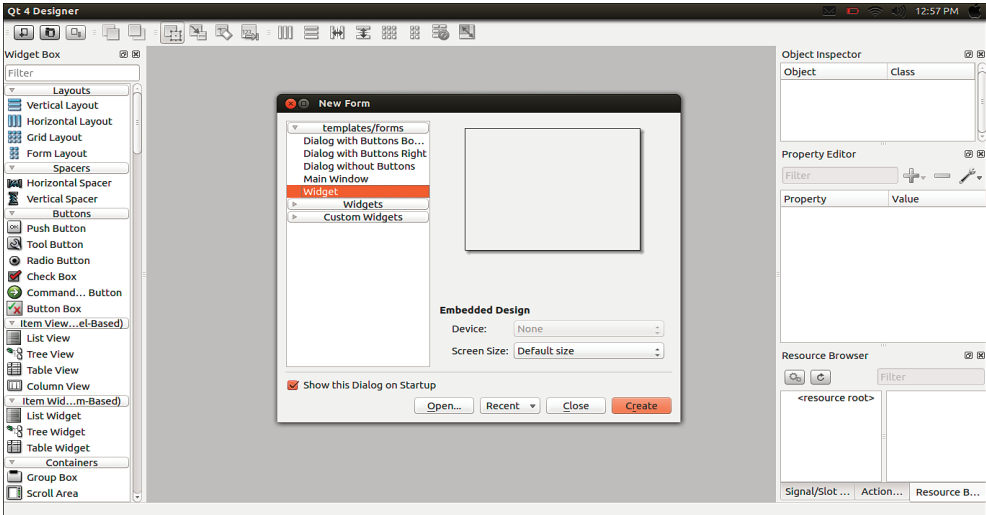 Qt 4 Designer
12:57 PM
Widget Box
Filter
Layouts
Vertical Layout
Horizontal Layout
Grid Layout
Form Layout
Spacers
Horizontal Spacer
Vertical Spacer
Buttons
Push Button
Tool Button
Radio Button
Check Box
Command... Button
Button Box
Item View...el-Based)
List View
Tree View
Table View
Column View
Item Wid...m-Based)
List Widget
Tree Widget
Table Widget
Containers
Group Box
Scroll Area
New Form
templates/forms
Dialog with Buttons Bo...
Dialog with Buttons Right
Dialog without Buttons
Main Window
Widget
Widgets
Custom Widgets
Embedded Design
Device: None
Screen Size: Default size
Show this Dialog on Startup
Open... Recent Close Create
Object Inspector
Object Class
Property Editor
Filter
Property Value
Resource Browser
Filter
<resource root>
Signal/Slot ... Action... Resource B...